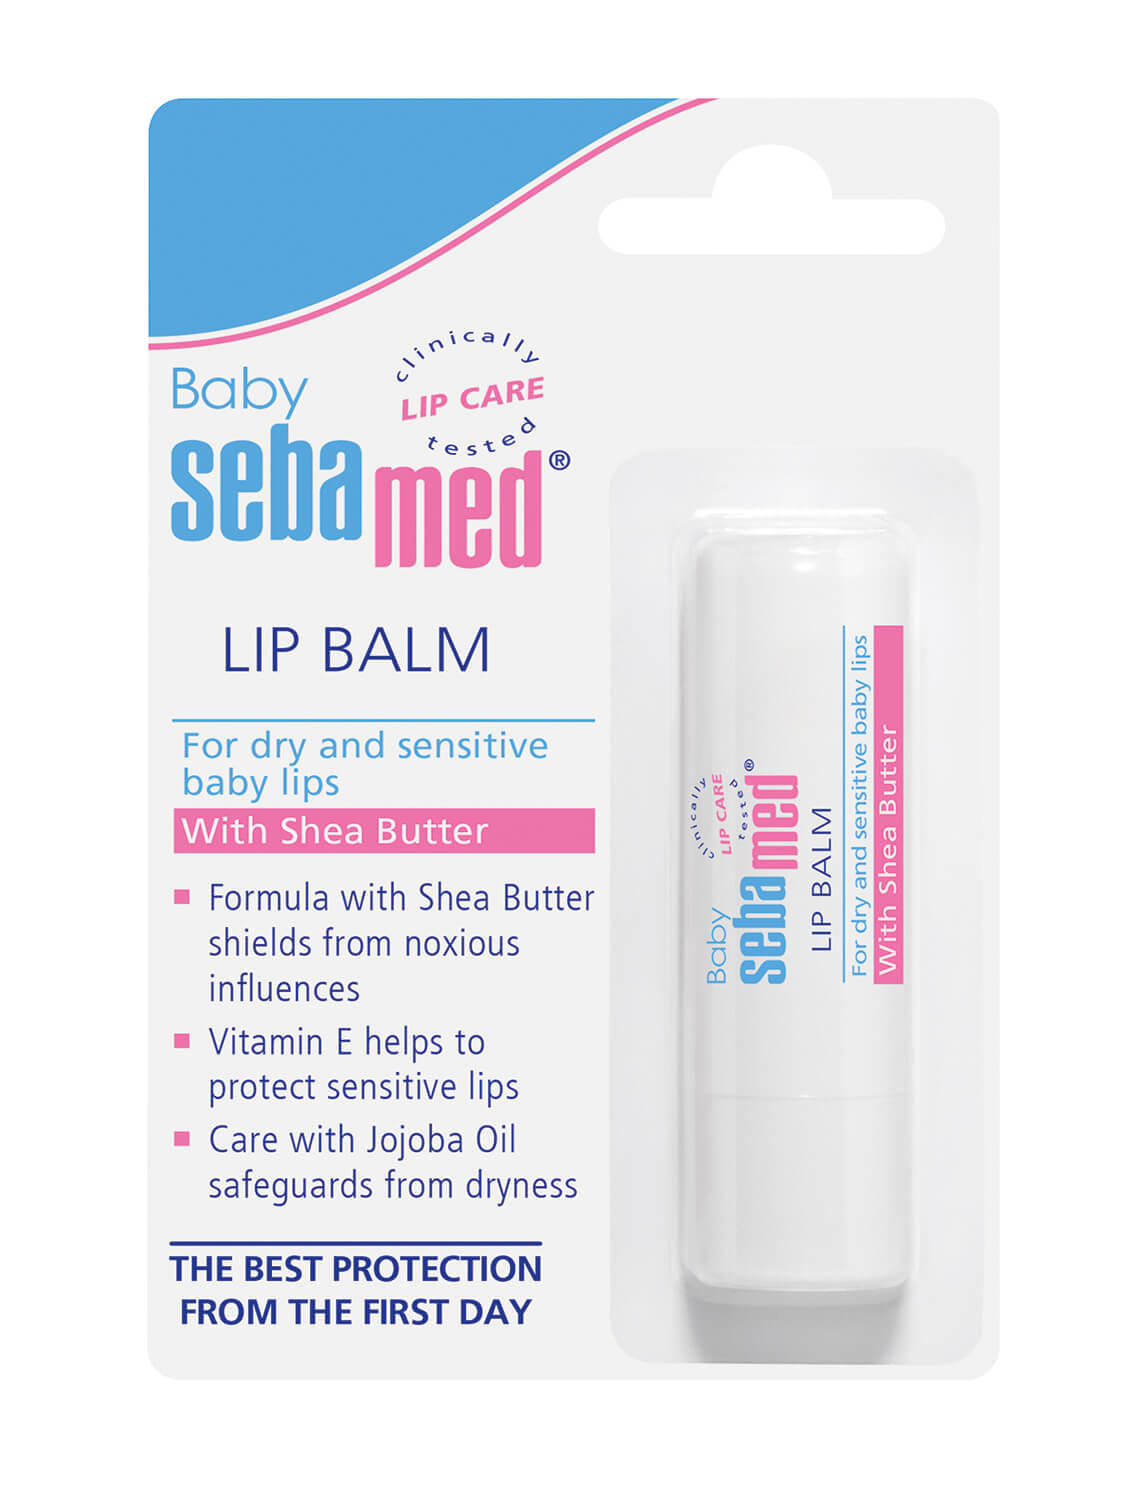 Baby
sebamed®
clinically
LIP CARE
tested
LIP BALM
For dry and sensitive
baby lips
With Shea Butter
Formula with Shea Butter
shields from noxious
influences
Vitamin E helps to
protect sensitive lips
Care with Jojoba Oil
safeguards from dryness
THE BEST PROTECTION
FROM THE FIRST DAY
Baby
sebamed®
clinically
LIP CARE
tested
LIP BALM
For dry and sensitive baby lips
With Shea Butter